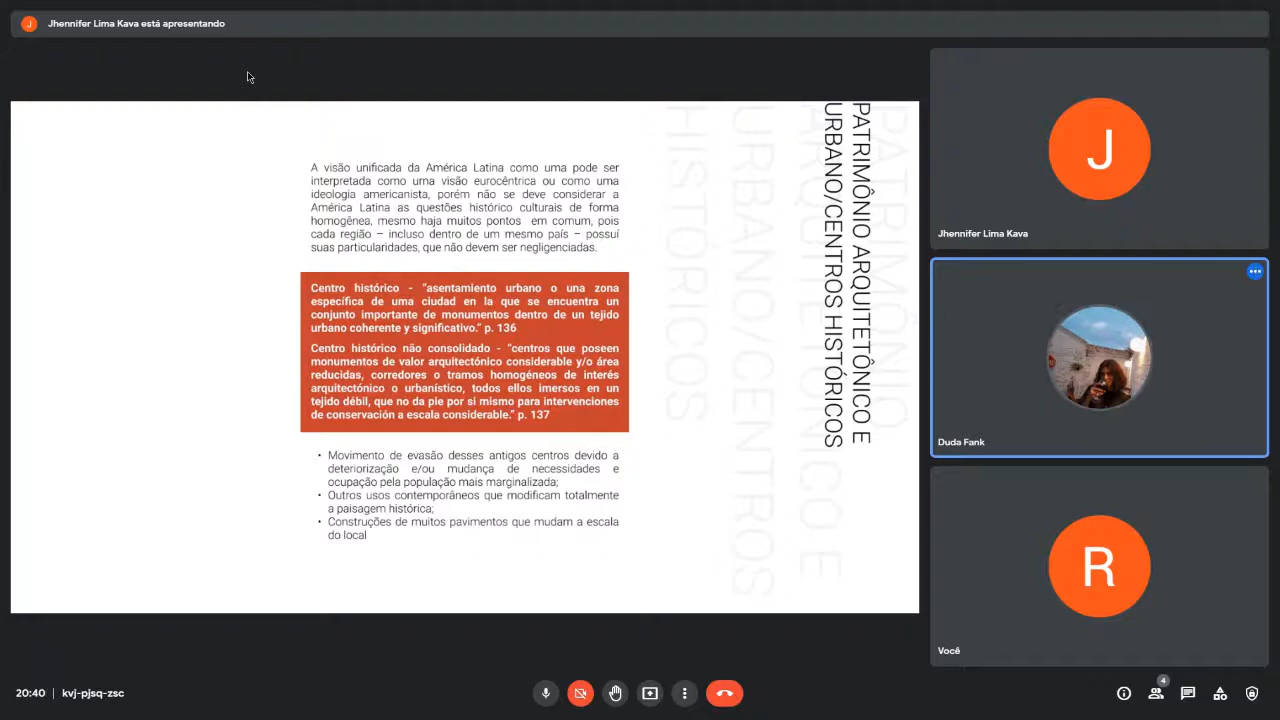 J
Jhennifer Lima Kava está apresentando
A visão unificada da América Latina como uma pode ser
interpretada como uma visão eurocêntrica ou como uma
ideologia americanista, porém não se deve considerar a
América Latina as questões histórico culturais de forma
homogênea, mesmo haja muitos pontos em comum, pois
cada região – incluso dentro de um mesmo país – possuí
suas particularidades, que não devem ser negligenciadas.
Centro histórico - "asentamiento urbano o una zona
específica de uma ciudad en la que se encuentra un
conjunto importante de monumentos dentro de un tejido
urbano coherente y significativo." p. 136
Centro histórico não consolidado - "centros que poseen
monumentos de valor arquitectónico considerable y/o área
reducidas, corredores o tramos homogéneos de interés
arquitectónico o urbanístico, todos ellos imersos en un
tejido débil, que no da pie por si mismo para intervenciones
de conservación a escala considerable." p. 137
• Movimento de evasão desses antigos centros devido a
deteriorização e/ou mudança de necessidades e
ocupação pela população mais marginalizada;
• Outros usos contemporâneos que modificam totalmente
a paisagem histórica;
• Construções de muitos pavimentos que mudam a escala
do local
PATRIMÔNIO ARQUITETÔNICO E
URBANO/CENTROS HISTÓRICOS
PATRIMÔNIO
ARQUITETÔNICO E
URBANO/CENTROS
HISTÓRICOS
J
Jhennifer Lima Kava
Duda Fank
R
Você
20:40 | kvj-pjsq-zsc
4